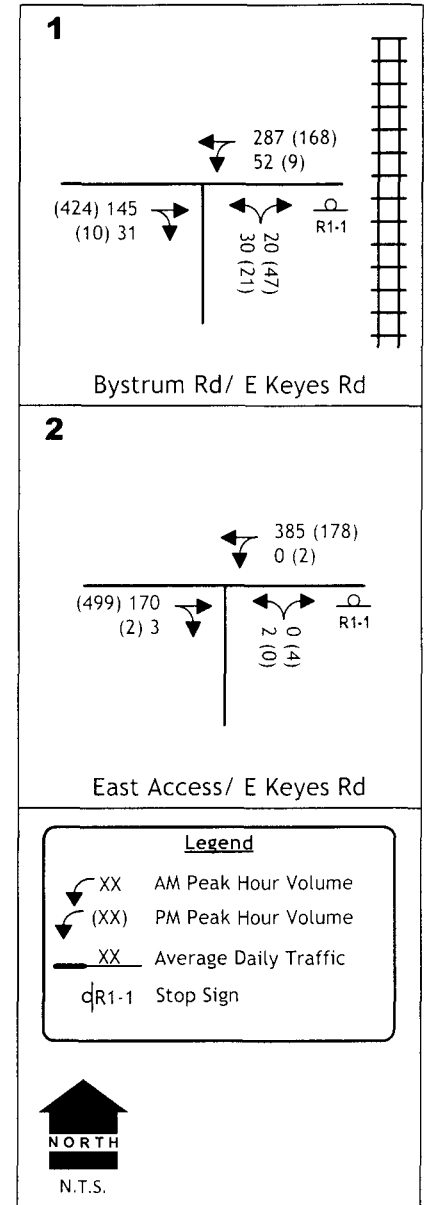 1
287 (168)
52 (9)
(424) 145
(10) 31
R1-1
20 (47)
30 (21)
Bystrum Rd/ E Keyes Rd
2
385 (178)
0 (2)
(499) 170
(2) 3
R1-1
0 (4)
2 (0)
East Access/ E Keyes Rd
Legend
XX AM Peak Hour Volume
(XX) PM Peak Hour Volume
XX Average Daily Traffic
R1-1 Stop Sign
NORTH
N.T.S.